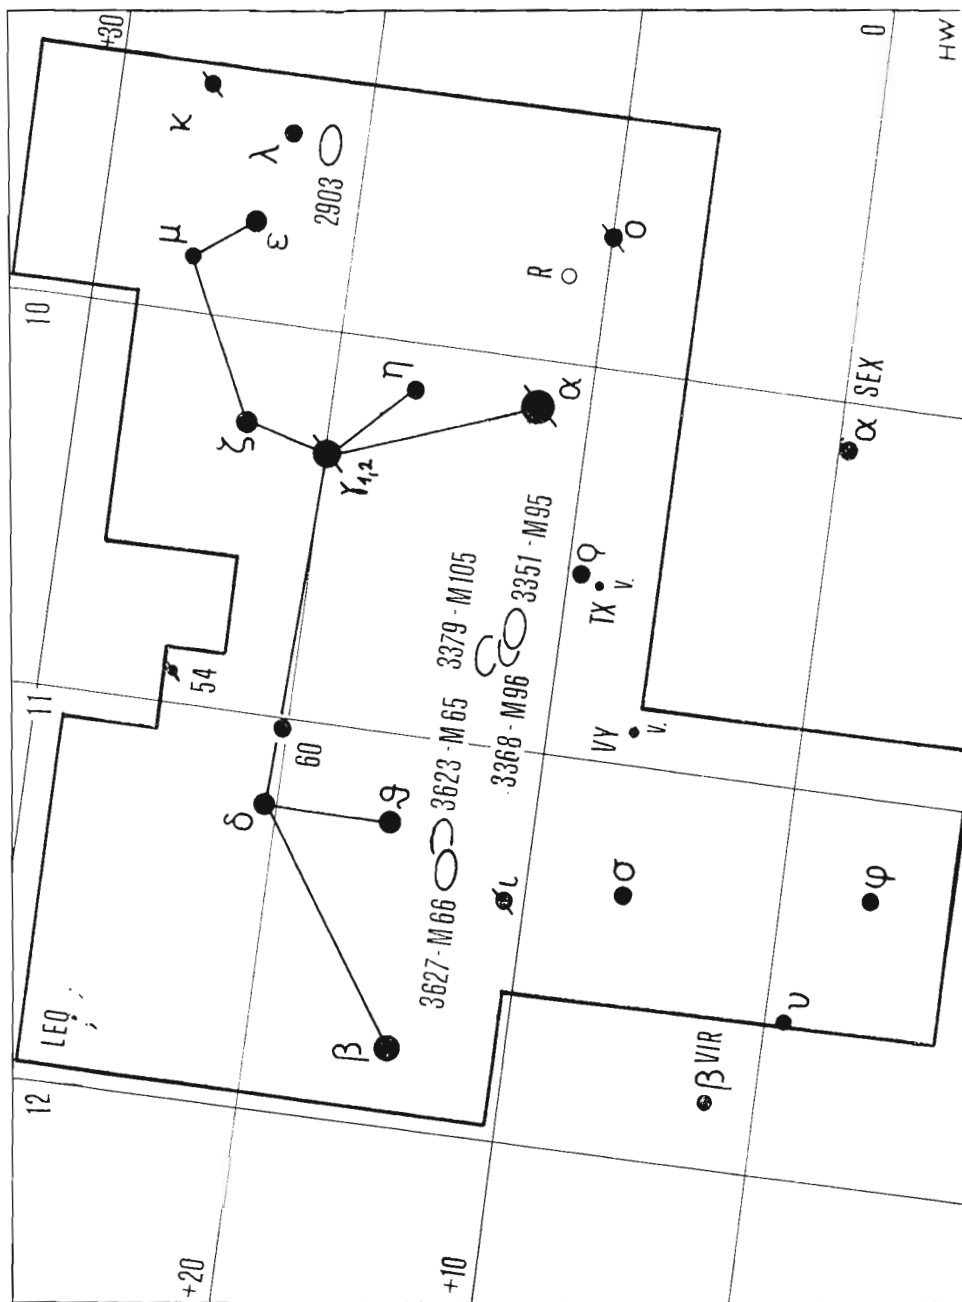 LEO
12
11
10
+30
+20
+10
0
κ
λ
2903
μ
ε
ζ
η
γ1,2
α
R
ο
54
60
δ
ϑ
β
3627-M66
3623-M65
3379-M105
3368-M96
3351-M95
ρ
TX
V.
VY
V.
ι
σ
φ
υ
β VIR
α SEX
HW